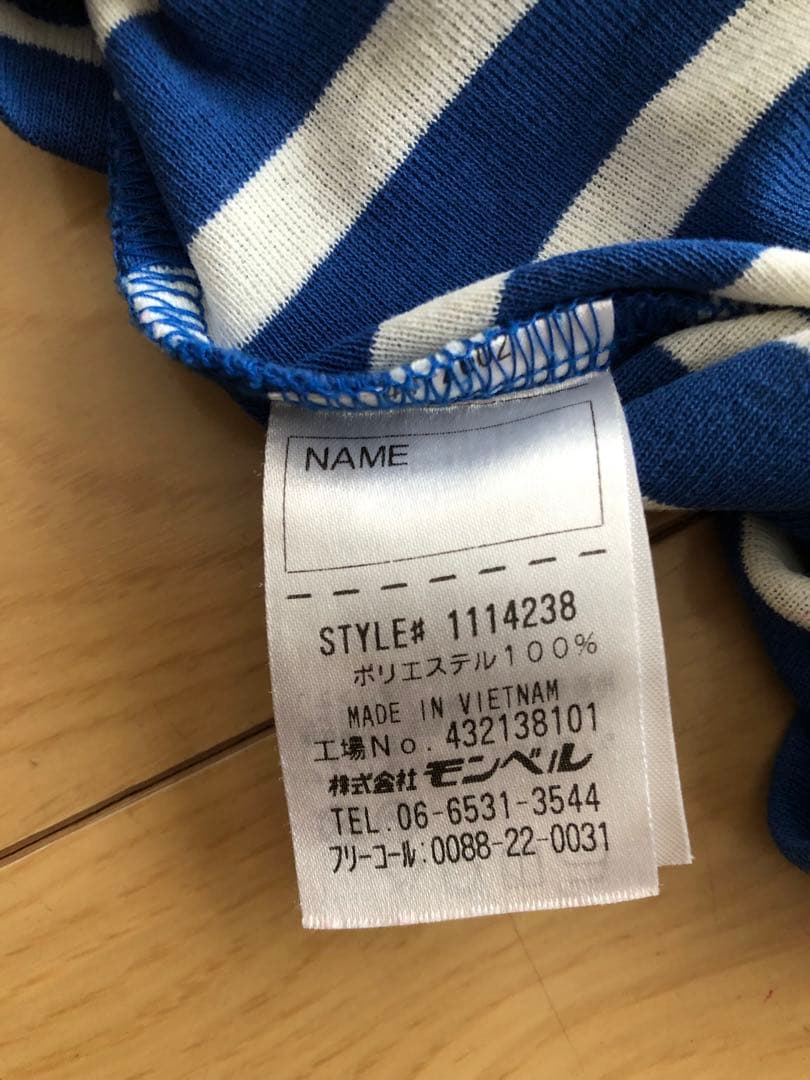 NAME
STYLE# 1114238
ポリエステル100%
MADE IN VIETNAM
工場No. 432138101
株式会社 モンベル
TEL.06-6531-3544
フリーコール:0088-22-0031